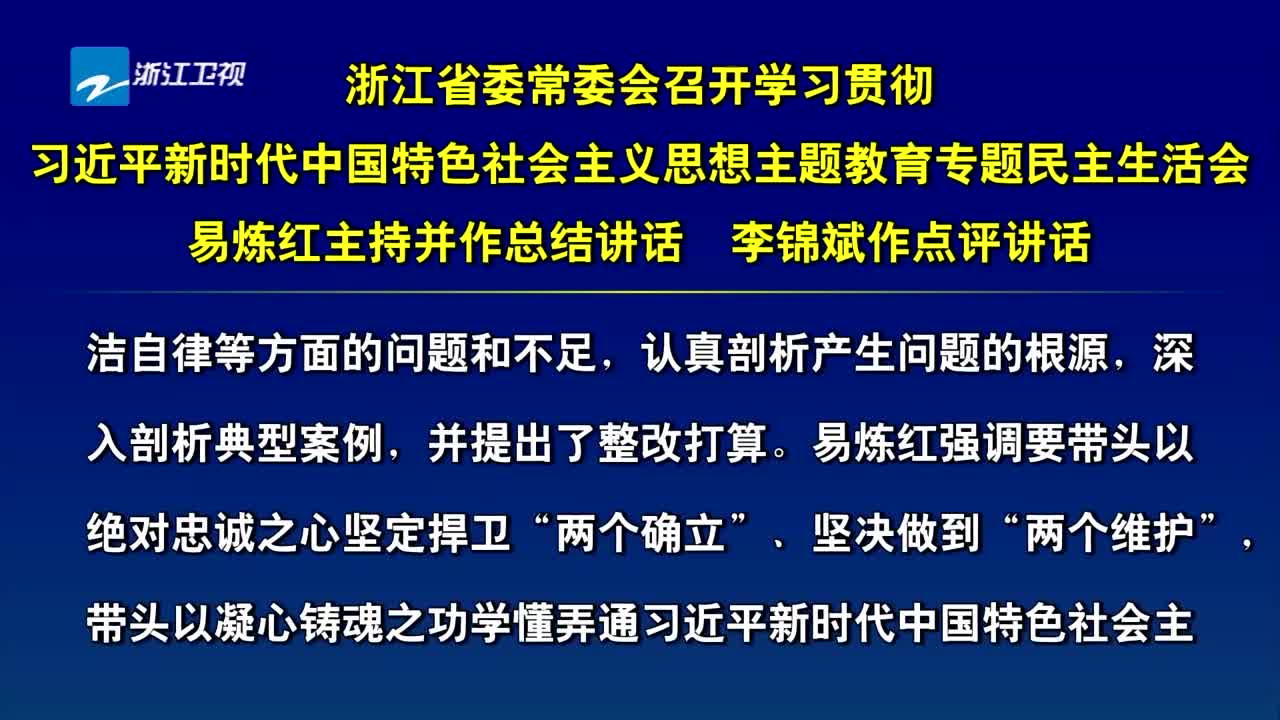 浙江卫视
浙江省委常委会召开学习贯彻
习近平新时代中国特色社会主义思想主题教育专题民主生活会
易炼红主持并作总结讲话　李锦斌作点评讲话
洁自律等方面的问题和不足，认真剖析产生问题的根源，深
入剖析典型案例，并提出了整改打算。易炼红强调要带头以
绝对忠诚之心坚定捍卫“两个确立”、坚决做到“两个维护”，
带头以凝心铸魂之功学懂弄通习近平新时代中国特色社会主